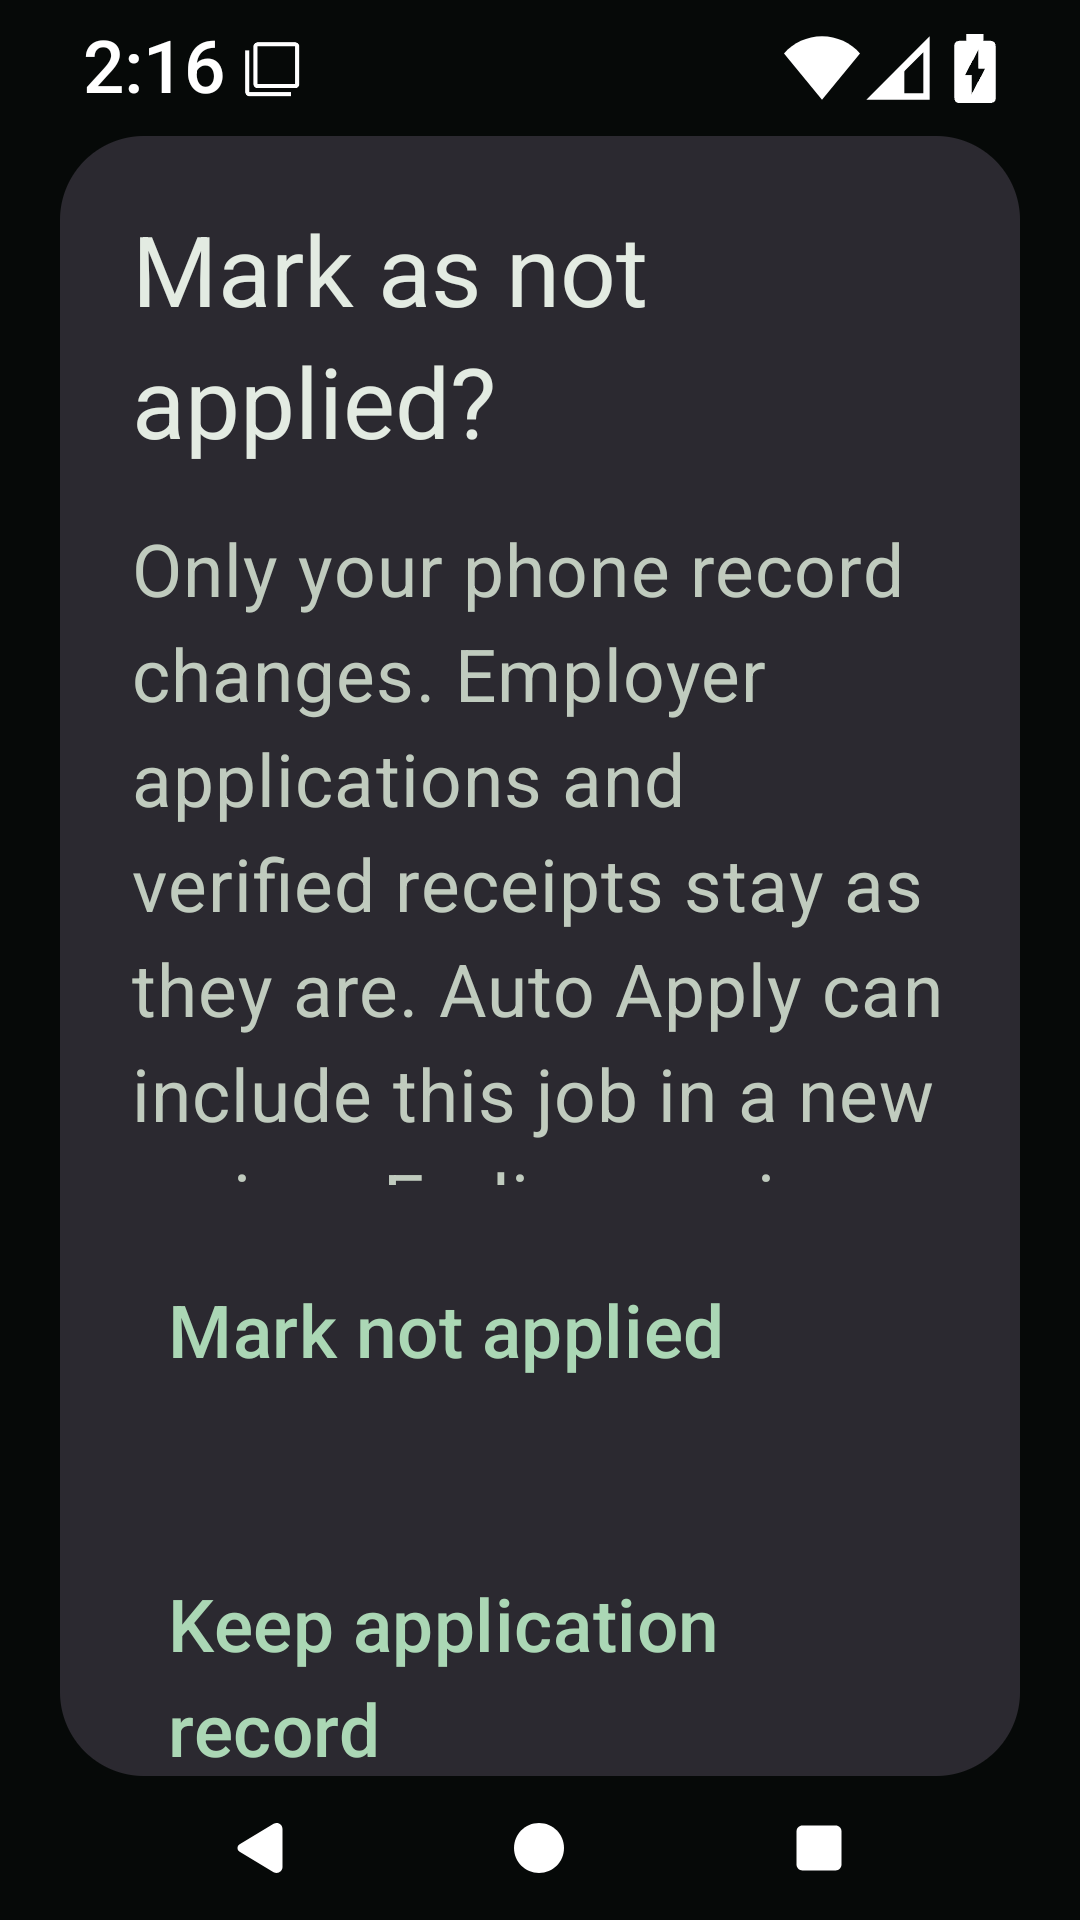 2:16
Mark as not
applied?
Only your phone record
changes. Employer
applications and
verified receipts stay as
they are. Auto Apply can
include this job in a new
Mark not applied
Keep application
record